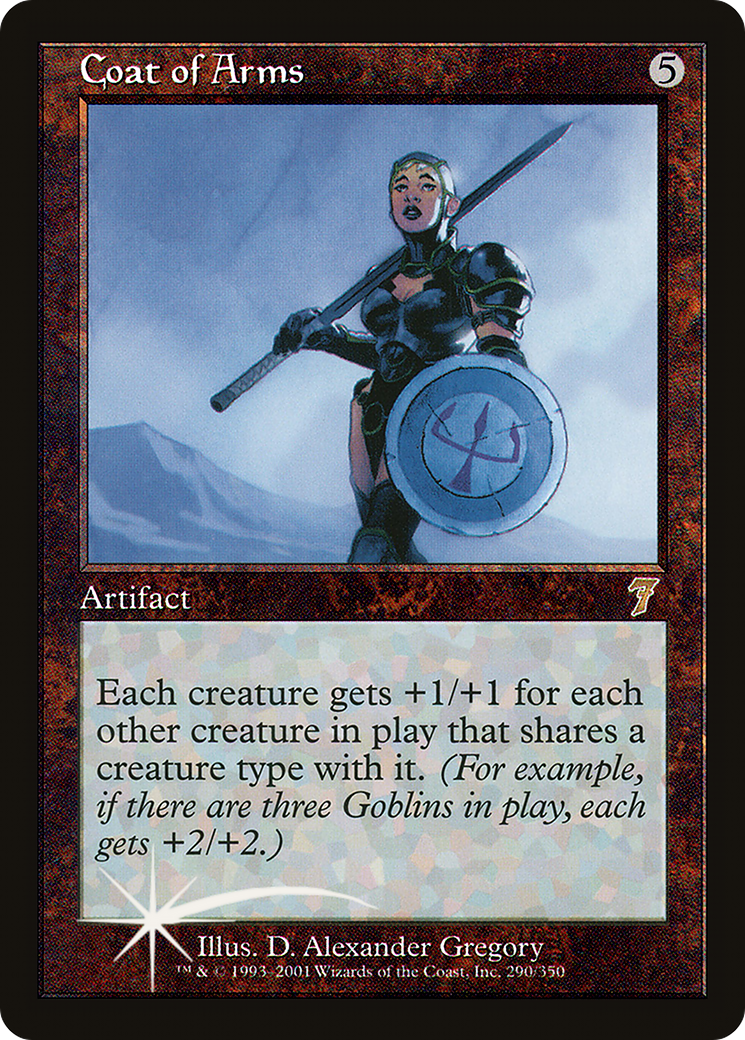 Coat of Arms
5
Artifact
7
Each creature gets +1/+1 for each
other creature in play that shares a
creature type with it. (For example,
if there are three Goblins in play, each
gets +2/+2.)
Illus. D. Alexander Gregory
™ & © 1993–2001 Wizards of the Coast, Inc. 290/350